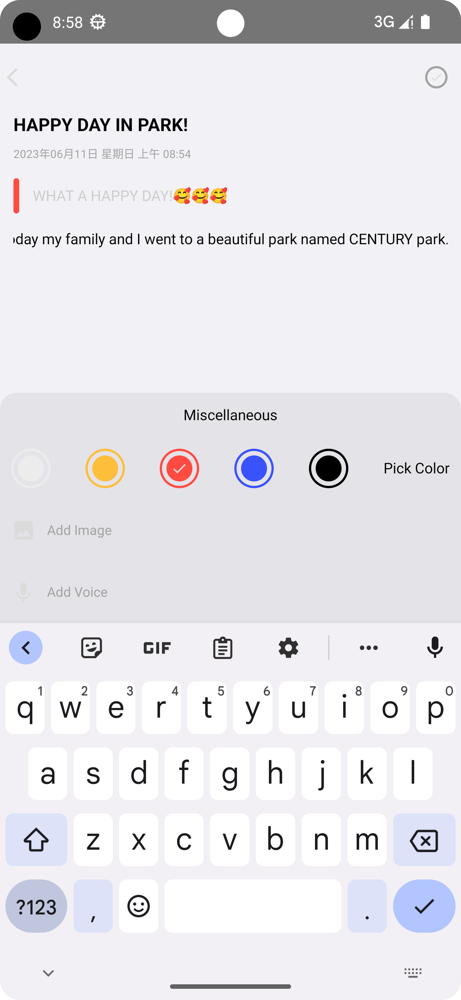 8:58
3G
HAPPY DAY IN PARK!
2023年06月11日 星期日 上午 08:54
WHAT A HAPPY DAY!🥰🥰🥰
oday my family and I went to a beautiful park named CENTURY park.
Miscellaneous
Pick Color
Add Image
Add Voice
GIF
q 1 w 2 e 3 r 4 t 5 y 6 u 7 i 8 o 9 p 0
a s d f g h j k l
z x c v b n m
?123 , .